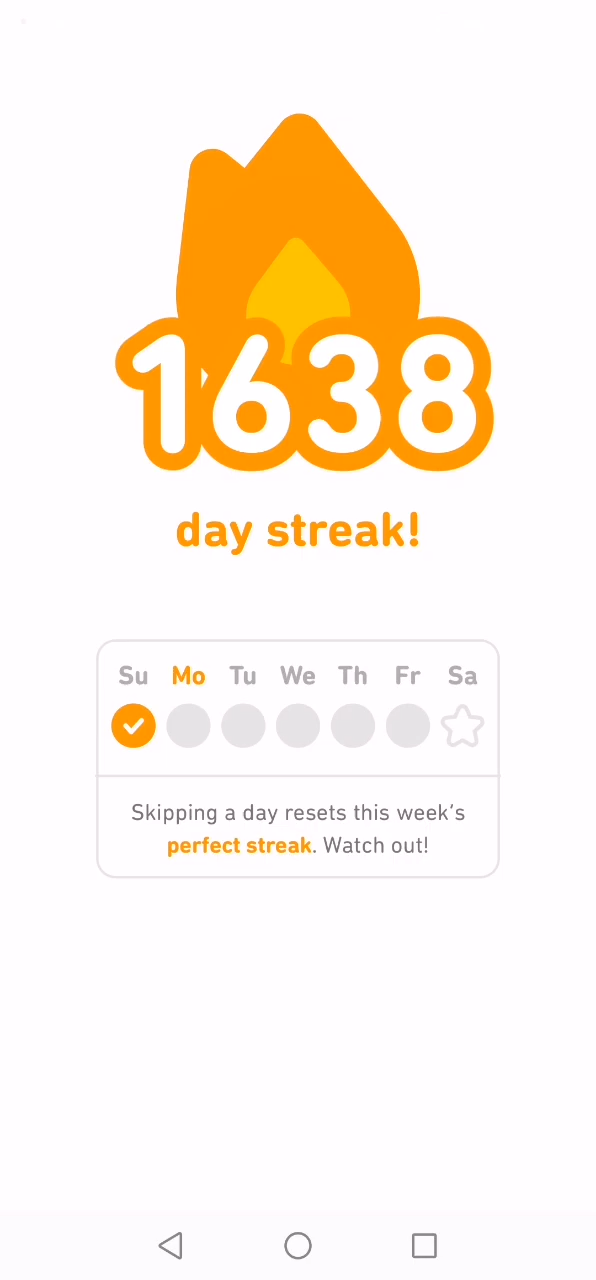 1638
day streak!
Su Mo Tu We Th Fr Sa
Skipping a day resets this week’s
perfect streak. Watch out!